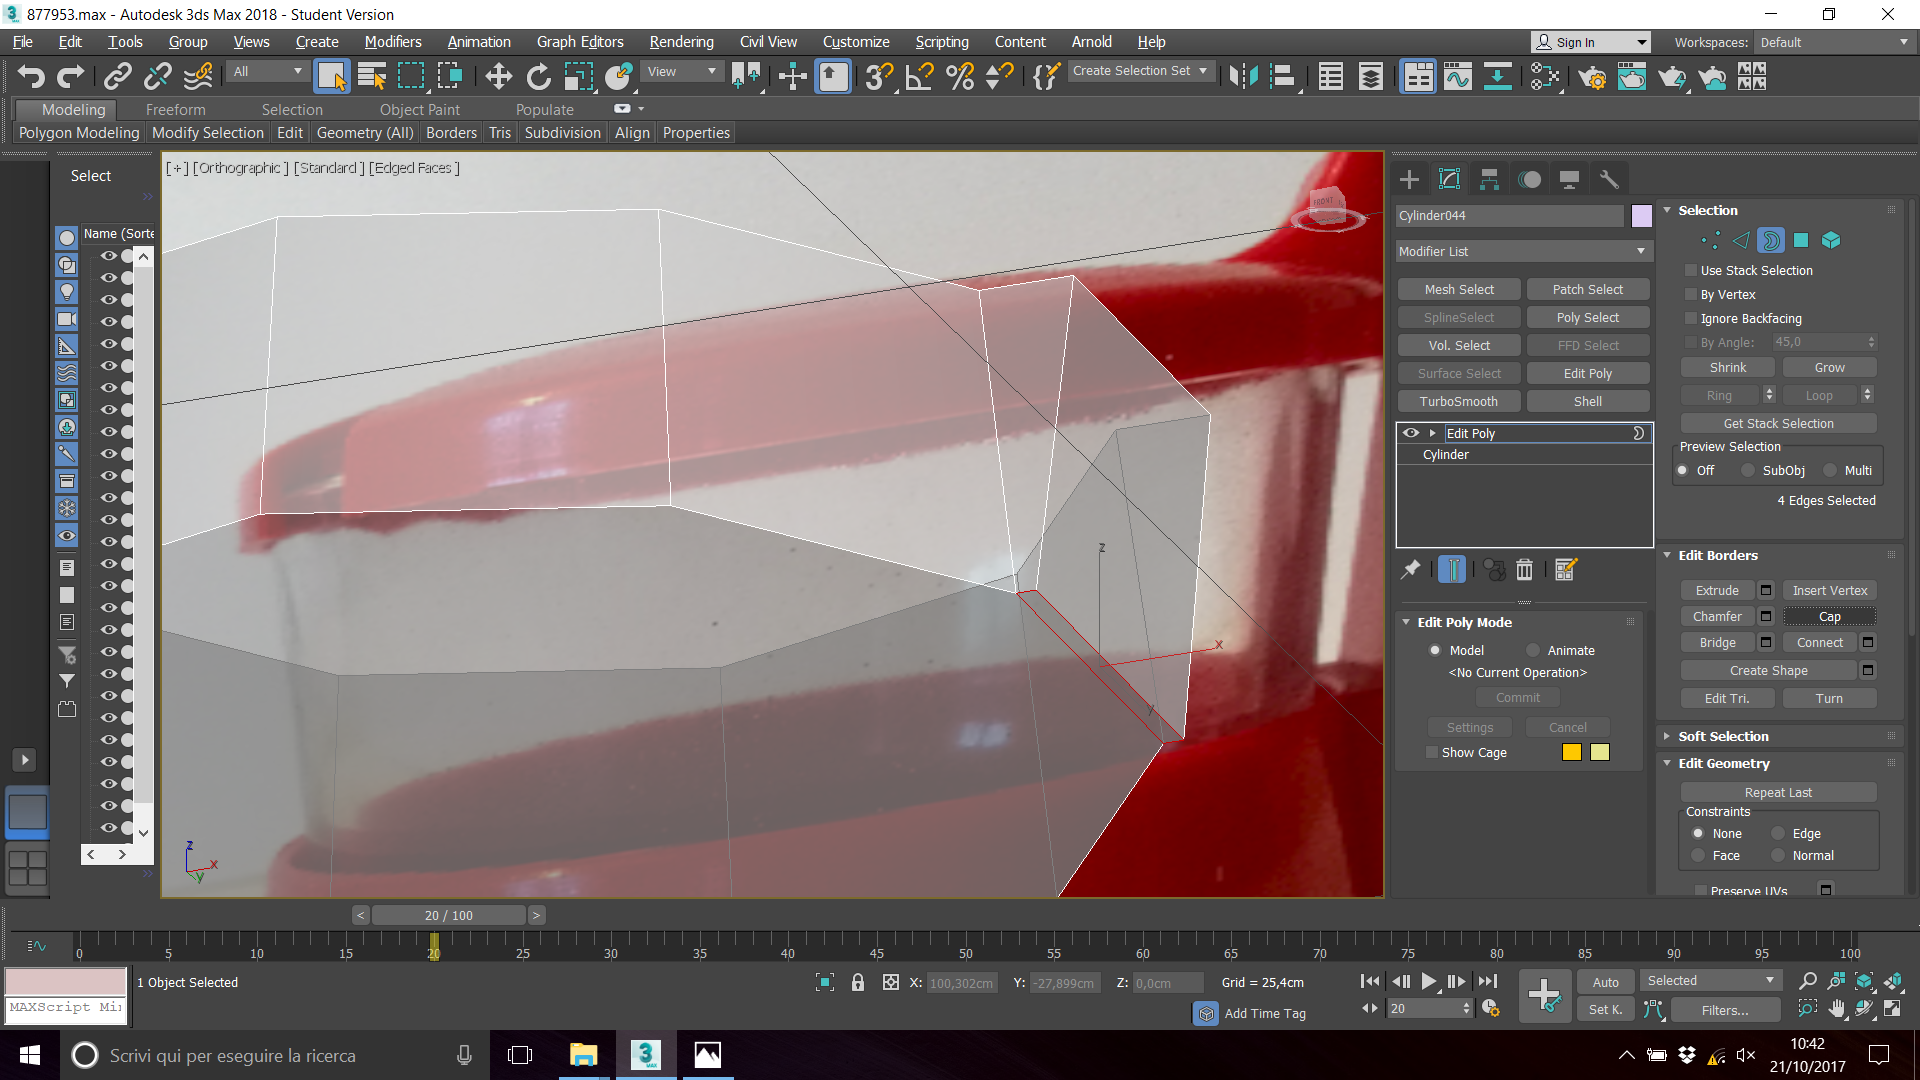 877953.max - Autodesk 3ds Max 2018 - Student Version
File Edit Tools Group Views Create Modifiers Animation Graph Editors Rendering Civil View Customize Scripting Content Arnold Help
Sign In
Workspaces: Default
All
View
Create Selection Set
Modeling Freeform Selection Object Paint Populate
Polygon Modeling Modify Selection Edit Geometry (All) Borders Tris Subdivision Align Properties
Select
Name (Sorte
[+] [Orthographic ] [Standard ] [Edged Faces ]
FRONT
z
x
y
z
x
y
Cylinder044
Modifier List
Mesh Select Patch Select
SplineSelect Poly Select
Vol. Select FFD Select
Surface Select Edit Poly
TurboSmooth Shell
Edit Poly
Cylinder
Edit Poly Mode
Model Animate
<No Current Operation>
Commit
Settings Cancel
Show Cage
Selection
Use Stack Selection
By Vertex
Ignore Backfacing
By Angle: 45,0
Shrink Grow
Ring Loop
Get Stack Selection
Preview Selection
Off SubObj Multi
4 Edges Selected
Edit Borders
Extrude Insert Vertex
Chamfer Cap
Bridge Connect
Create Shape
Edit Tri. Turn
Soft Selection
Edit Geometry
Repeat Last
Constraints
None Edge
Face Normal
Preserve UVs
< 20 / 100 >
0 5 10 15 20 25 30 35 40 45 50 55 60 65 70 75 80 85 90 95 100
1 Object Selected
X: 100,302cm Y: -27,899cm Z: 0,0cm Grid = 25,4cm
Auto Selected
MAXScript Mi
Add Time Tag
20
Set K. Filters...
Scrivi qui per eseguire la ricerca
3
MAX
10:42
21/10/2017